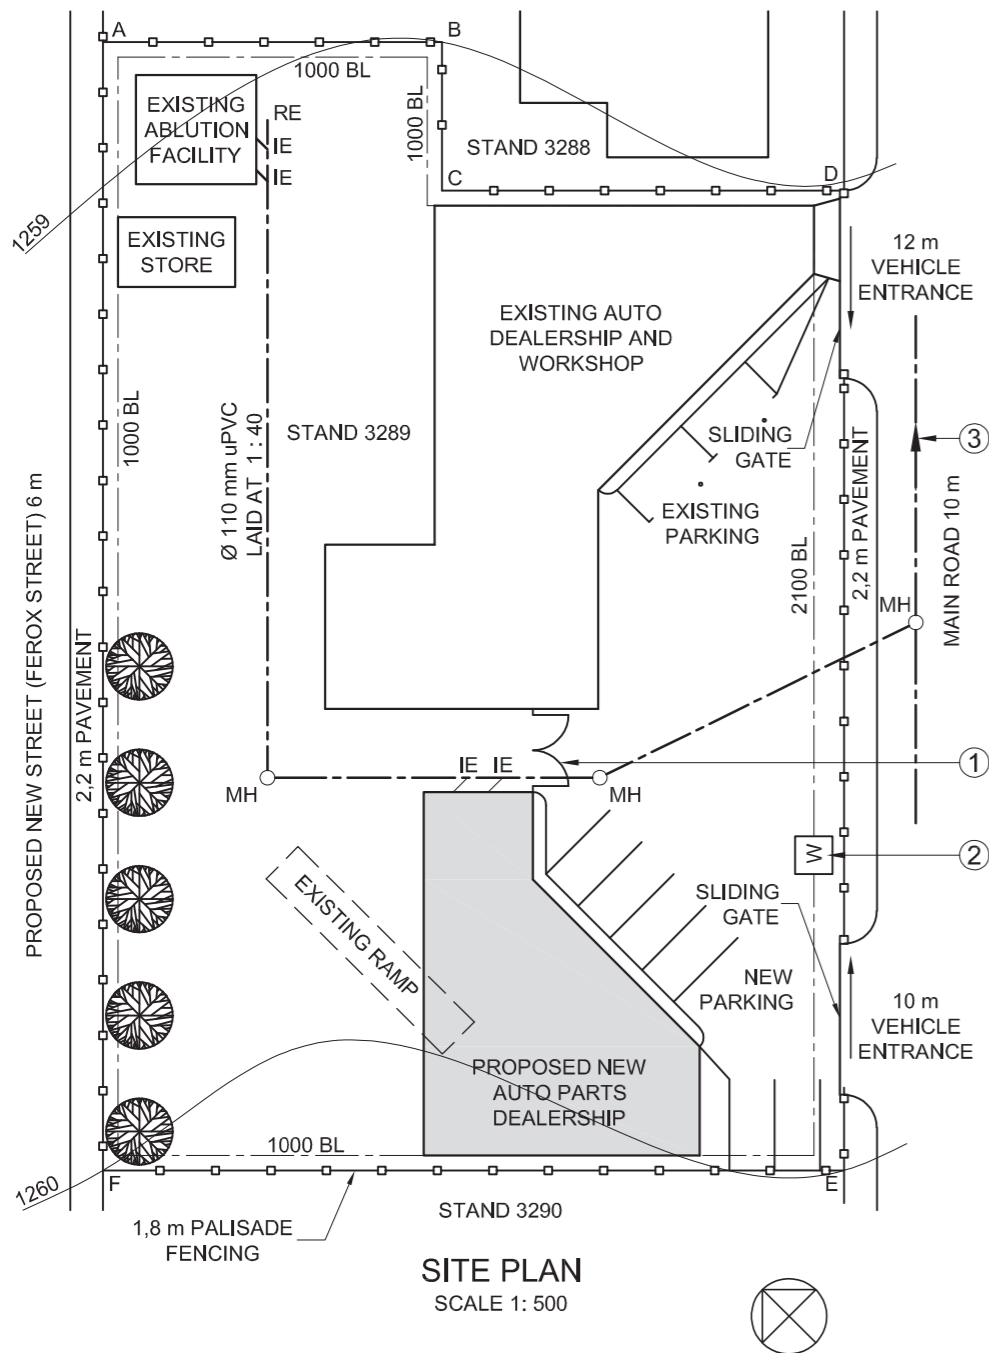 A
B
1000 BL
EXISTING
ABLUTION
FACILITY
RE
IE
IE
1000 BL
STAND 3288
C
D
1259
EXISTING
STORE
12 m
VEHICLE
ENTRANCE
EXISTING AUTO
DEALERSHIP AND
WORKSHOP
1000 BL
Ø 110 mm uPVC
LAID AT 1 : 40
STAND 3289
SLIDING
GATE
3
EXISTING
PARKING
2100 BL
2,2 m PAVEMENT
MAIN ROAD 10 m
MH
PROPOSED NEW STREET (FEROX STREET) 6 m
2,2 m PAVEMENT
IE IE
1
MH
MH
W
2
EXISTING RAMP
SLIDING
GATE
NEW
PARKING
10 m
VEHICLE
ENTRANCE
PROPOSED NEW
AUTO PARTS
DEALERSHIP
1000 BL
1260
F
E
1,8 m PALISADE
FENCING
STAND 3290
SITE PLAN
SCALE 1: 500